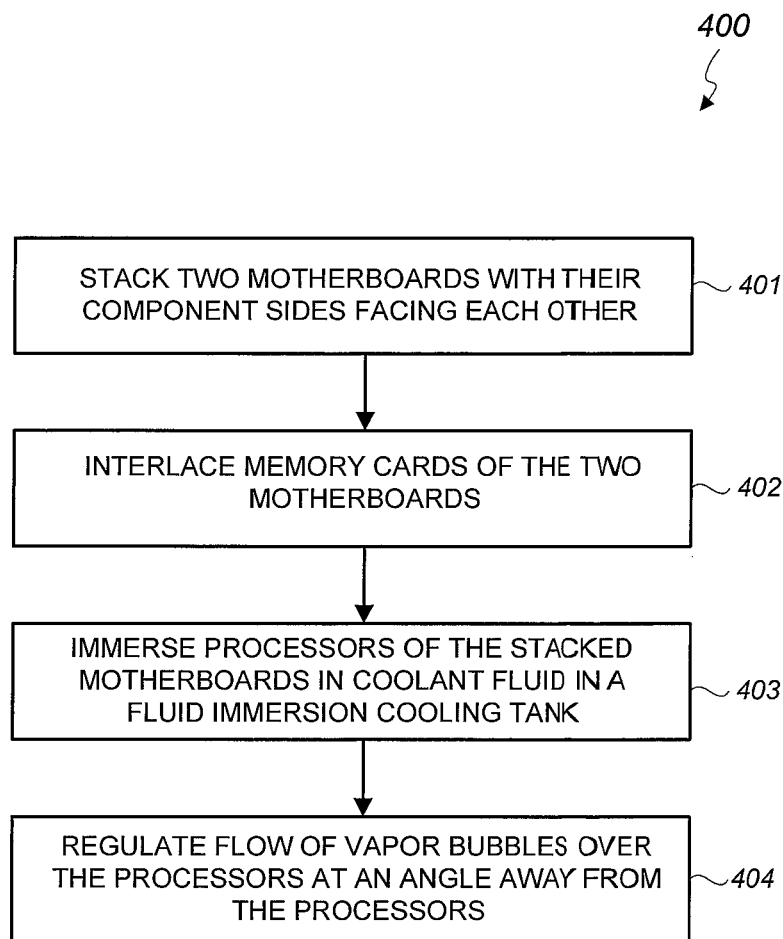 400
STACK TWO MOTHERBOARDS WITH THEIR
COMPONENT SIDES FACING EACH OTHER
401
INTERLACE MEMORY CARDS OF THE TWO
MOTHERBOARDS
402
IMMERSE PROCESSORS OF THE STACKED
MOTHERBOARDS IN COOLANT FLUID IN A
FLUID IMMERSION COOLING TANK
403
REGULATE FLOW OF VAPOR BUBBLES OVER
THE PROCESSORS AT AN ANGLE AWAY FROM
THE PROCESSORS
404